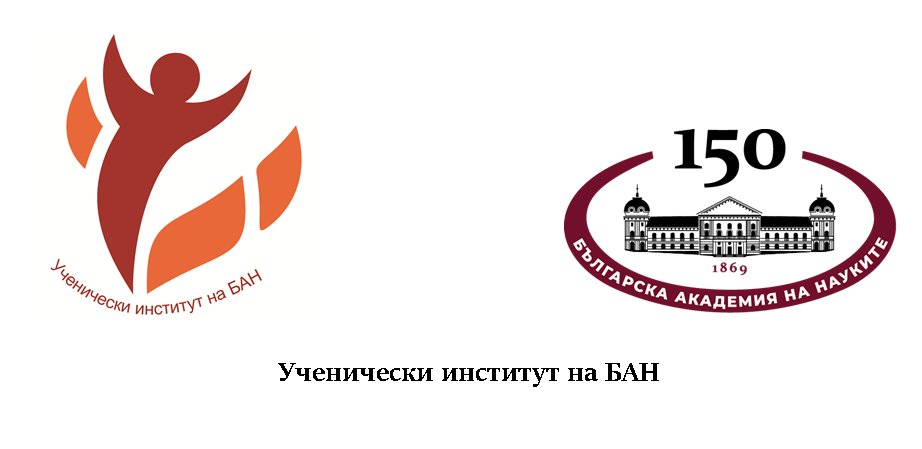 Ученически институт на БАН
150
1869
БЪЛГАРСКА АКАДЕМИЯ НА НАУКИТЕ
Ученически институт на БАН